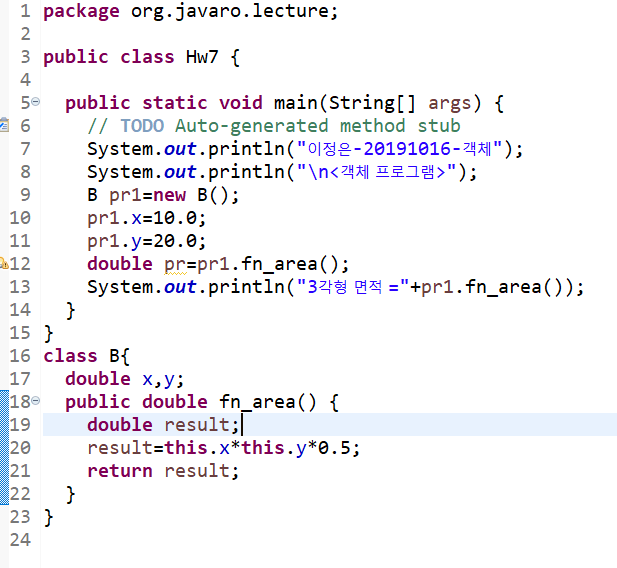 1 package org.javaro.lecture;
2
3 public class Hw7 {
4
5 public static void main(String[] args) {
6 // TODO Auto-generated method stub
7 System.out.println("이정은-20191016-객체");
8 System.out.println("\n<객체 프로그램>");
9 B pr1=new B();
10 pr1.x=10.0;
11 pr1.y=20.0;
12 double pr=pr1.fn_area();
13 System.out.println("3각형 면적 ="+pr1.fn_area());
14 }
15 }
16 class B{
17 double x,y;
18 public double fn_area() {
19 double result;
20 result=this.x*this.y*0.5;
21 return result;
22 }
23 }
24